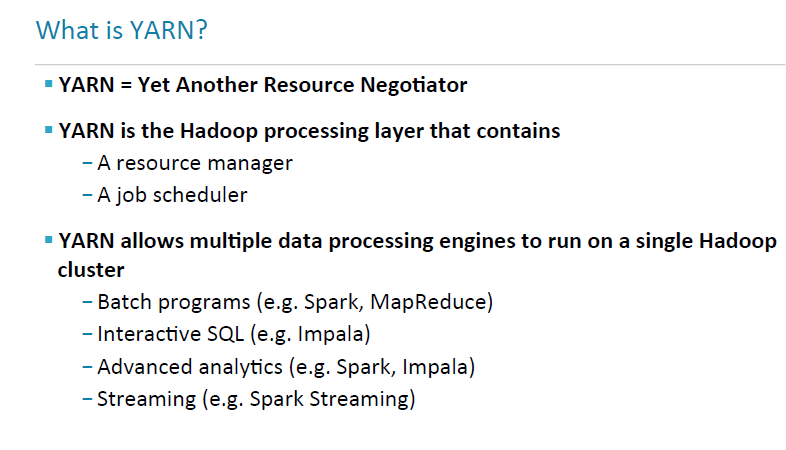 What is YARN?
▪ YARN = Yet Another Resource Negotiator
▪ YARN is the Hadoop processing layer that contains
– A resource manager
– A job scheduler
▪ YARN allows multiple data processing engines to run on a single Hadoop
cluster
– Batch programs (e.g. Spark, MapReduce)
– Interactive SQL (e.g. Impala)
– Advanced analytics (e.g. Spark, Impala)
– Streaming (e.g. Spark Streaming)